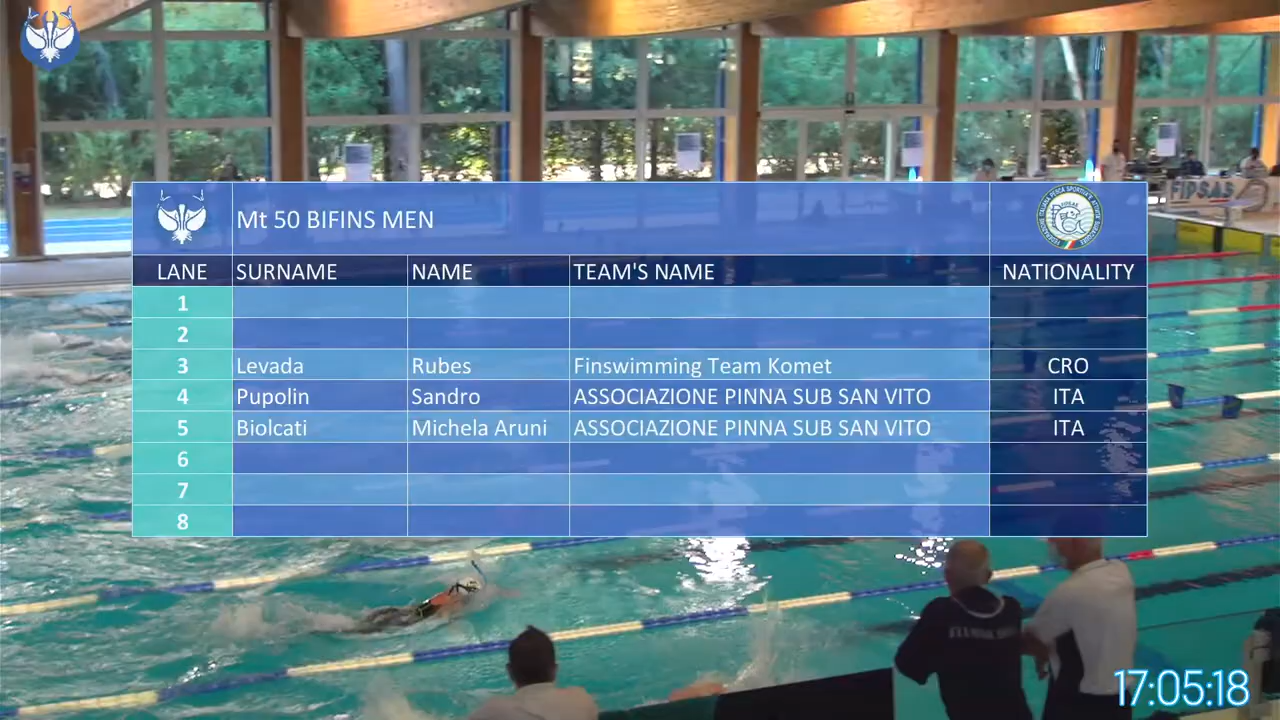 Mt 50 BIFINS MEN
LANE SURNAME NAME TEAM'S NAME NATIONALITY
1
2
3 Levada Rubes Finswimming Team Komet CRO
4 Pupolin Sandro ASSOCIAZIONE PINNA SUB SAN VITO ITA
5 Biolcati Michela Aruni ASSOCIAZIONE PINNA SUB SAN VITO ITA
6
7
8
FIPSAS
17:05:18